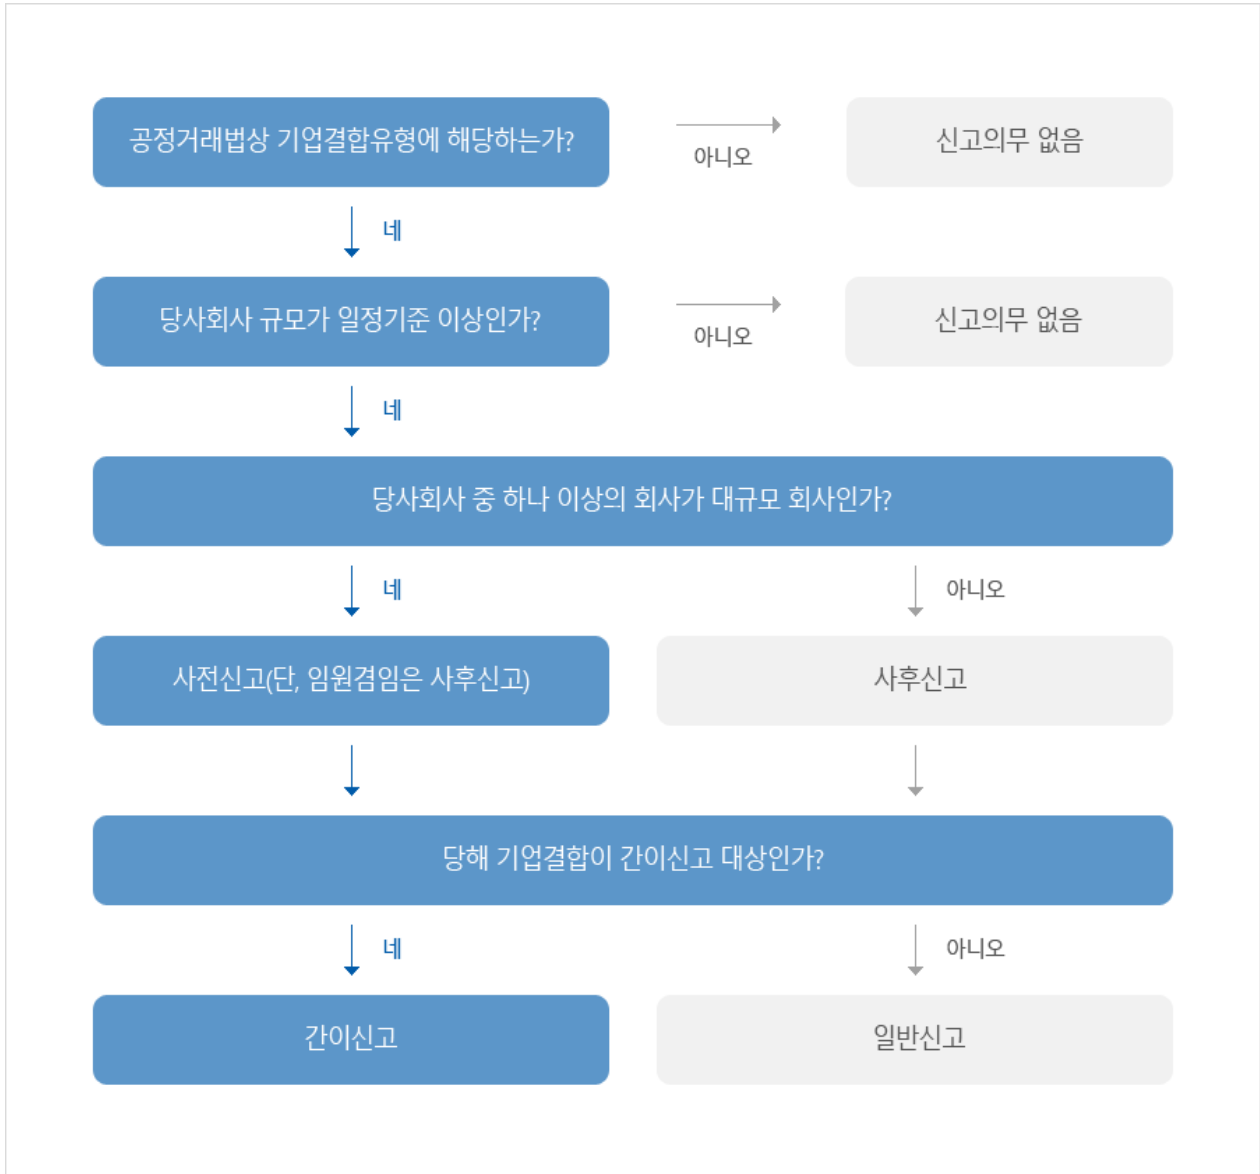 공정거래법상 기업결합유형에 해당하는가?
아니오
신고의무 없음
네
당사회사 규모가 일정기준 이상인가?
아니오
신고의무 없음
네
당사회사 중 하나 이상의 회사가 대규모 회사인가?
네
아니오
사전신고(단, 임원겸임은 사후신고)
사후신고
당해 기업결합이 간이신고 대상인가?
네
아니오
간이신고
일반신고